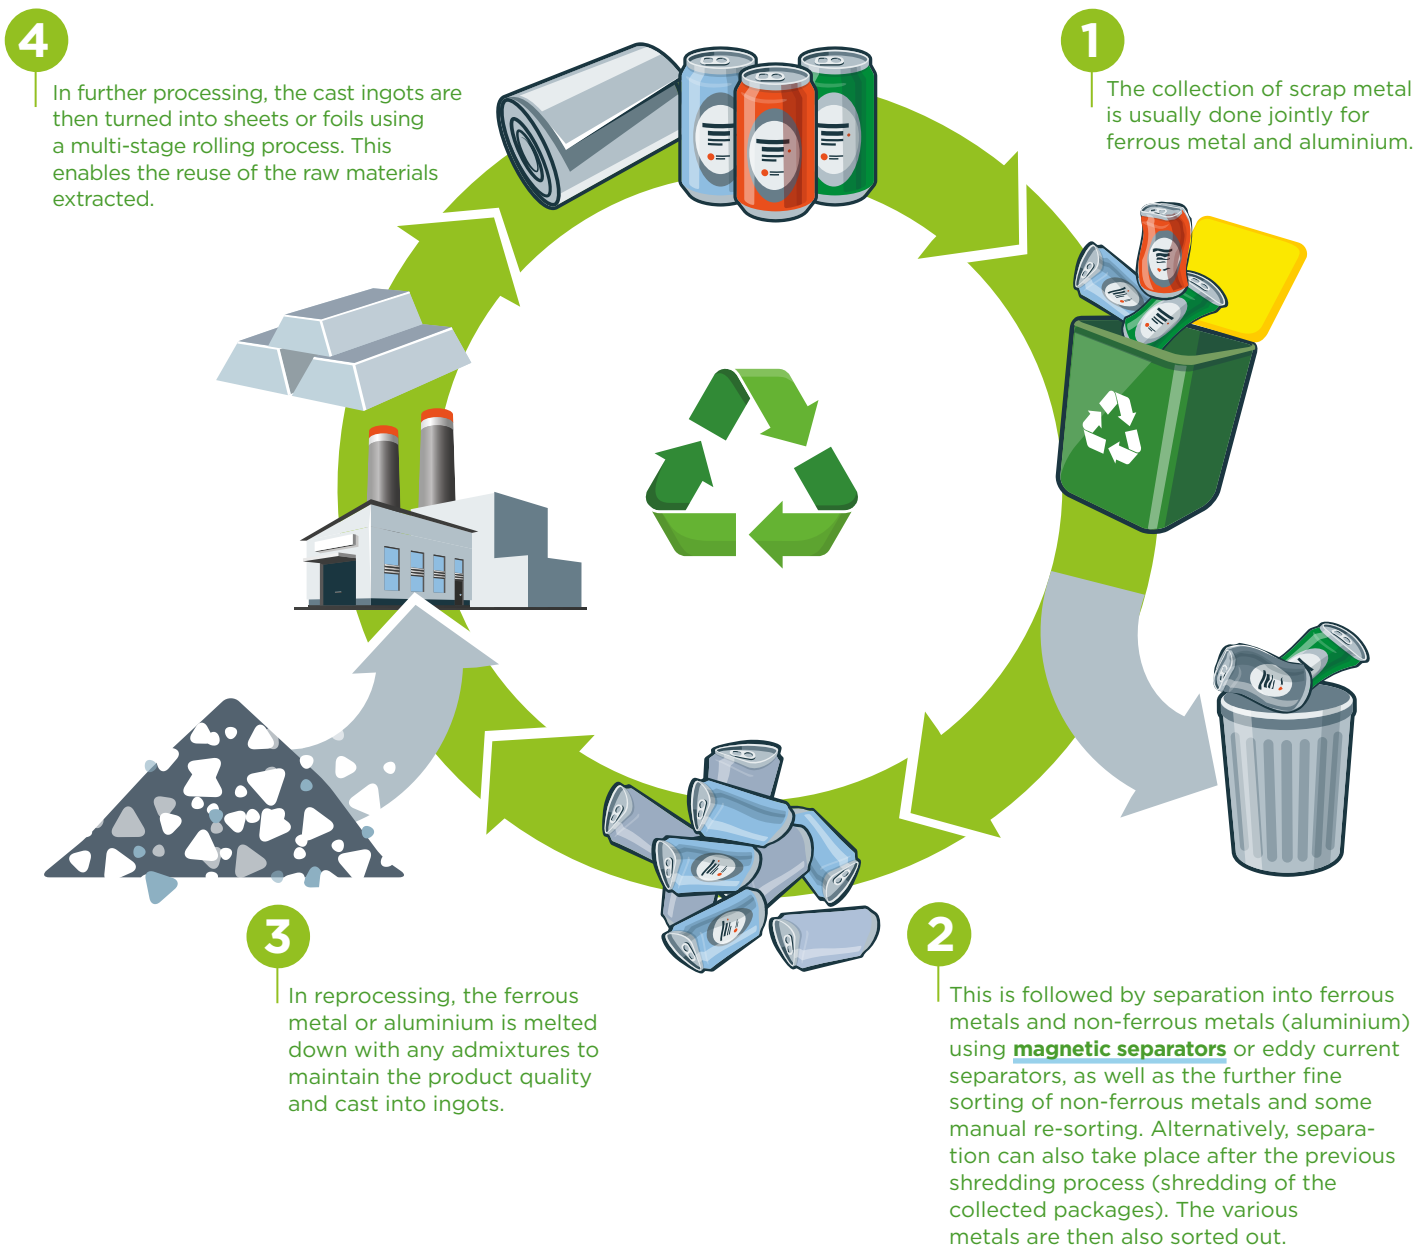 1
The collection of scrap metal
is usually done jointly for
ferrous metal and aluminium.
2
This is followed by separation into ferrous
metals and non-ferrous metals (aluminium)
using magnetic separators or eddy current
separators, as well as the further fine
sorting of non-ferrous metals and some
manual re-sorting. Alternatively, separa-
tion can also take place after the previous
shredding process (shredding of the
collected packages). The various
metals are then also sorted out.
3
In reprocessing, the ferrous
metal or aluminium is melted
down with any admixtures to
maintain the product quality
and cast into ingots.
4
In further processing, the cast ingots are
then turned into sheets or foils using
a multi-stage rolling process. This
enables the reuse of the raw materials
extracted.